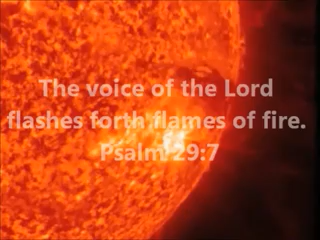 The voice of the Lord
flashes forth flames of fire.
Psalm 29:7